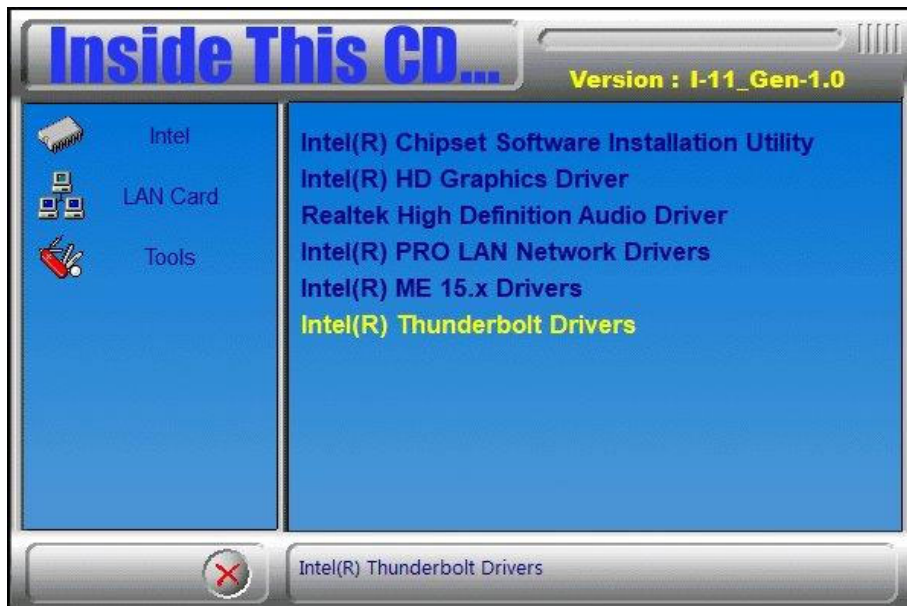 Inside This CD...
Version : I-11_Gen-1.0
Intel
LAN Card
Tools
Intel(R) Chipset Software Installation Utility
Intel(R) HD Graphics Driver
Realtek High Definition Audio Driver
Intel(R) PRO LAN Network Drivers
Intel(R) ME 15.x Drivers
Intel(R) Thunderbolt Drivers
Intel(R) Thunderbolt Drivers